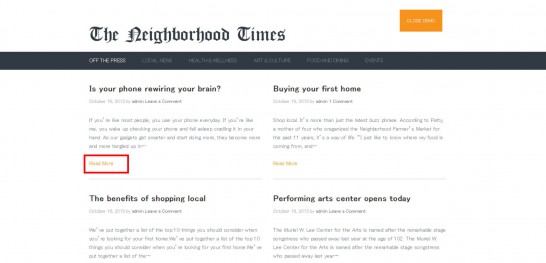 CLOSE DEMO
The Neighborhood Times
OFF THE PRESS LOCAL NEWS HEALTH & WELLNESS ART & CULTURE FOOD AND DINING EVENTS
Is your phone rewiring your brain?
October 16, 2013 by admin Leave a Comment
If you're like most people, you use your phone everyday. If you're like
me, you wake up checking your phone and fall asleep cradling it in your
hand. As our gadgets get smarter and start doing more, they become more
and more tangled up in…
Read More
Buying your first home
October 16, 2013 by admin 1 Comment
Shop local. It's more than just the latest buzz phrase. According to Patty,
a mother of four who oraganized the Neighborhood Farmer's Market for
the past 11 years, it's a way of life. "I just like to know where my food is
coming from, and…
Read More
The benefits of shopping local
October 16, 2013 by admin Leave a Comment
We've put together a list of the top 10 things you should consider when
you're looking for your first home.We've put together a list of the top 10
things you should consider when you're looking for your first home.We've
put together a list of the…
Performing arts center opens today
October 16, 2013 by admin Leave a Comment
The Muriel W. Lee Center for the Arts is named after the remarkable stage
songstress who passed away last year at the age of 102. The Muriel W.
Lee Center for the Arts is named after the remarkable stage songstress
who passed away last year at…